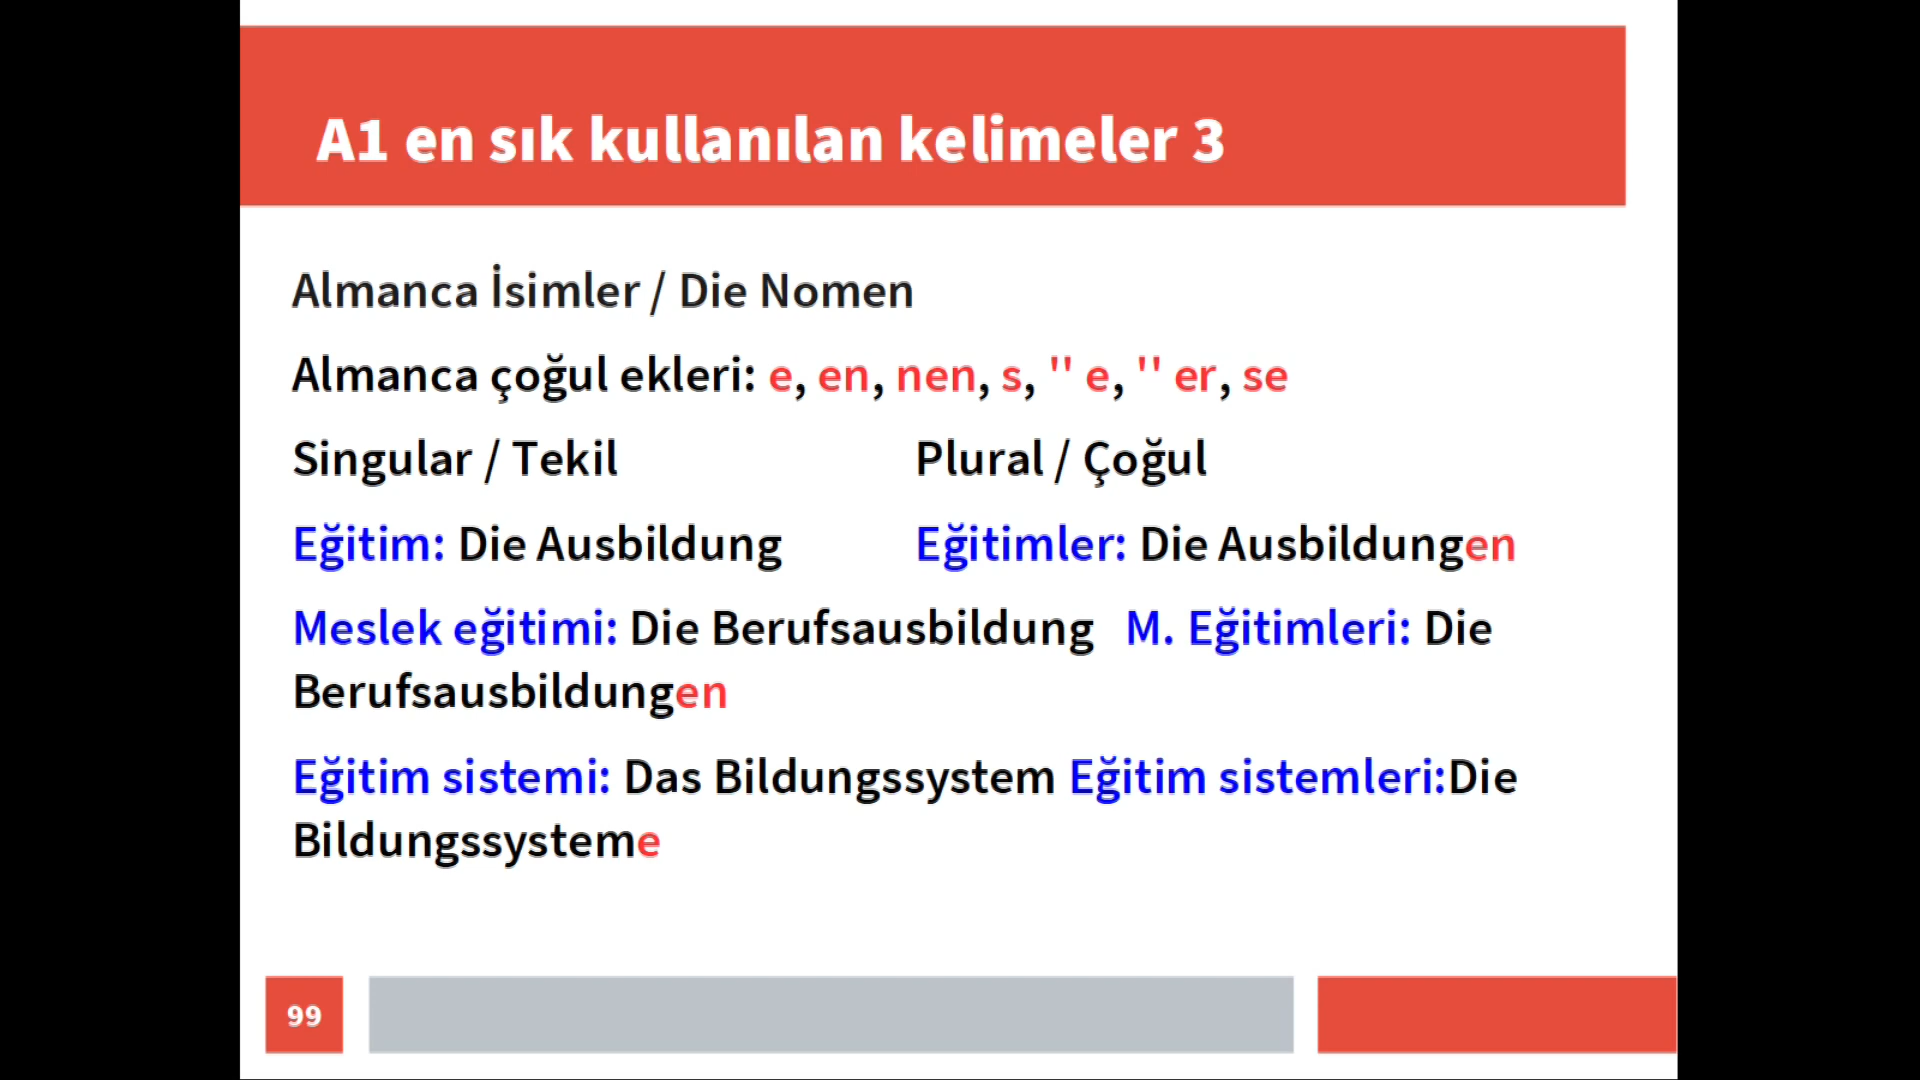 A1 en sık kullanılan kelimeler 3
Almanca İsimler / Die Nomen
Almanca çoğul ekleri: e, en, nen, s, '' e, '' er, se
Singular / Tekil Plural / Çoğul
Eğitim: Die Ausbildung Eğitimler: Die Ausbildungen
Meslek eğitimi: Die Berufsausbildung M. Eğitimleri: Die
Berufsausbildungen
Eğitim sistemi: Das Bildungssystem Eğitim sistemleri:Die
Bildungssysteme
99